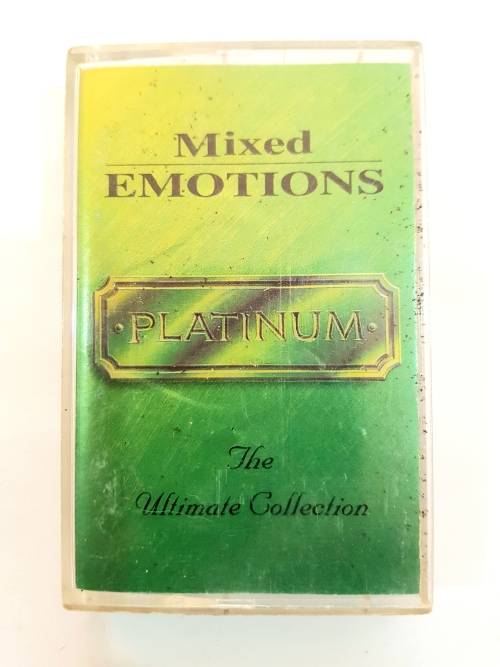 Mixed
EMOTIONS
PLATINUM
The
Ultimate Collection